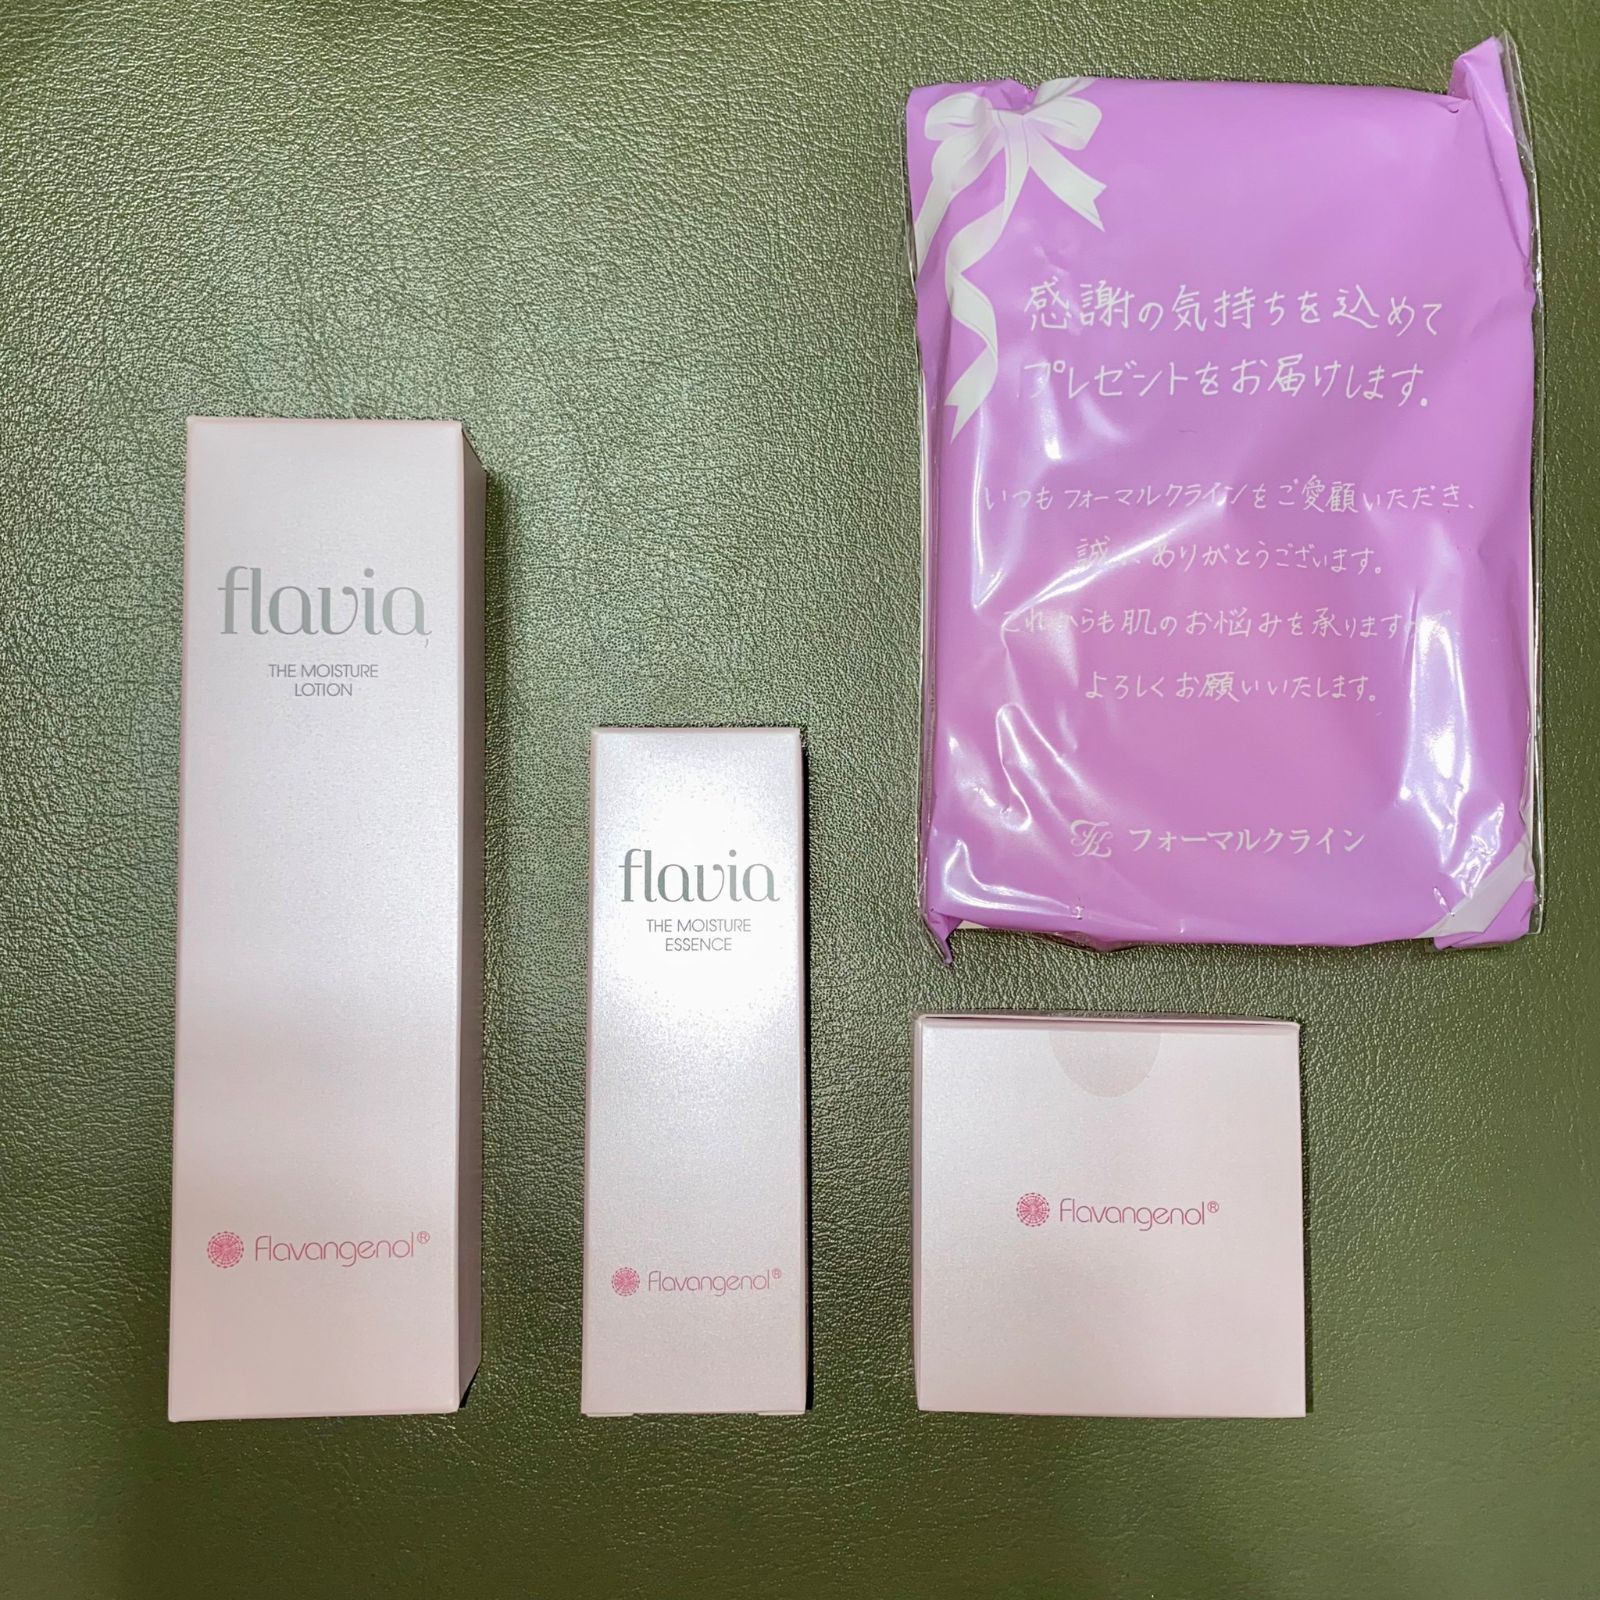 flavia,
THE MOISTURE
LOTION
Flavangenol®
flavia
THE MOISTURE
ESSENCE
Flavangenol®
感謝の気持ちを込めて
プレゼントをお届けします。
いつもフォーマルクラインをご愛顧いただき、
誠にありがとうございます。
これからも肌のお悩みを承ります
よろしくお願いいたします。
フォーマルクライン
Flavangenol®